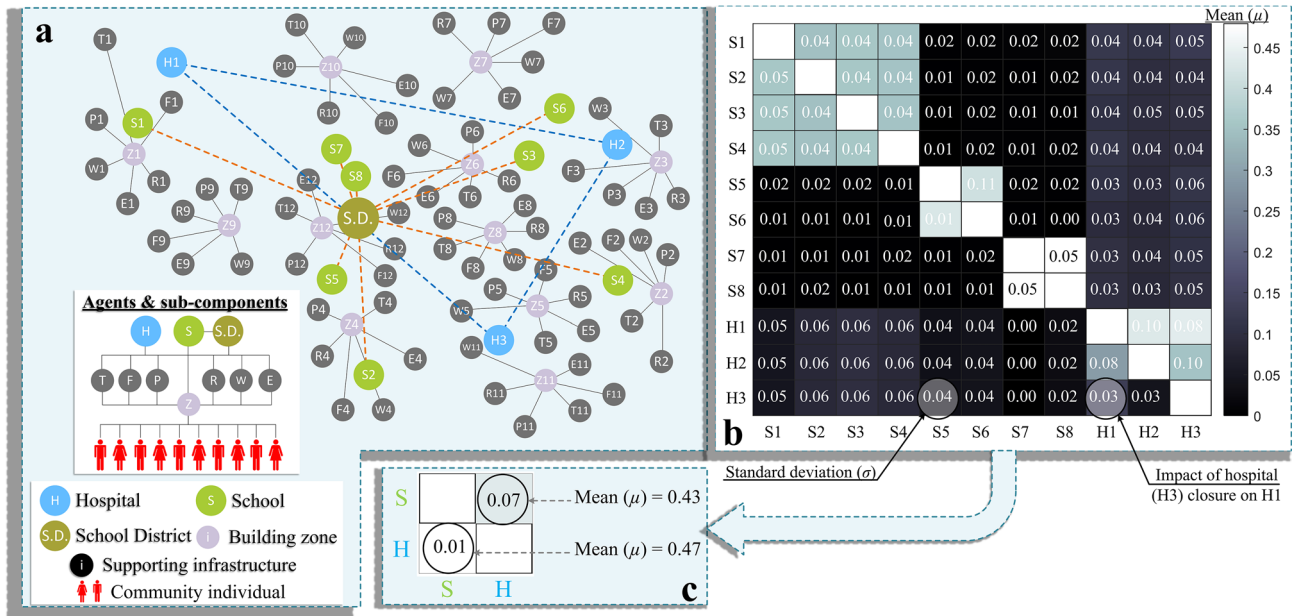 a
T1
H1
T10
W10
P10
Z10
E10
R10
F10
R7
P7
F7
Z7
W7
W7
E7
S6
P1
S1
F1
Z1
W1
R1
E1
S7
S8
E12
P6
W6
Z6
S3
F6
R6
E6
T6
W3
T3
H2
Z3
F3
P3
R3
E3
P9
T9
R9
Z9
F9
E9
W9
T12
S.D.
W12
Z12
R12
P12
F12
S5
P8
E8
Z8
R8
T8
F8
W8
E2
F2
W2
P2
S4
Z2
T2
R2
F5
P5
R5
W5
Z5
E5
T5
P4
T4
Z4
R4
E4
S2
F4
W4
H3
W11
E11
Z11
R11
F11
T11
P11
Agents & sub-components
H S S.D.
T F P R W E
Z
H Hospital
S School
S.D. School District
i Building zone
i Supporting infrastructure
Community individual
b
Mean (μ)
S1 0.04 0.04 0.04 0.02 0.02 0.02 0.02 0.04 0.04 0.05
S2 0.05 0.04 0.04 0.01 0.02 0.01 0.02 0.04 0.04 0.04
S3 0.05 0.04 0.04 0.01 0.02 0.01 0.01 0.04 0.05 0.05
S4 0.05 0.04 0.04 0.01 0.02 0.01 0.02 0.04 0.04 0.04
S5 0.02 0.02 0.02 0.01 0.11 0.02 0.02 0.03 0.03 0.06
S6 0.01 0.01 0.01 0.01 0.01 0.01 0.00 0.03 0.04 0.06
S7 0.02 0.02 0.02 0.01 0.01 0.02 0.05 0.03 0.04 0.05
S8 0.01 0.01 0.02 0.01 0.01 0.01 0.05 0.03 0.03 0.05
H1 0.05 0.06 0.06 0.06 0.04 0.04 0.00 0.02 0.10 0.08
H2 0.05 0.06 0.06 0.06 0.04 0.04 0.00 0.02 0.08 0.10
H3 0.05 0.06 0.06 0.06 0.04 0.04 0.00 0.02 0.03 0.03
S1 S2 S3 S4 S5 S6 S7 S8 H1 H2 H3
0.45
0.4
0.35
0.3
0.25
0.2
0.15
0.1
0.05
0
Standard deviation (σ)
Impact of hospital
(H3) closure on H1
S 0.07 Mean (μ) = 0.43
H 0.01 Mean (μ) = 0.47
S H
c